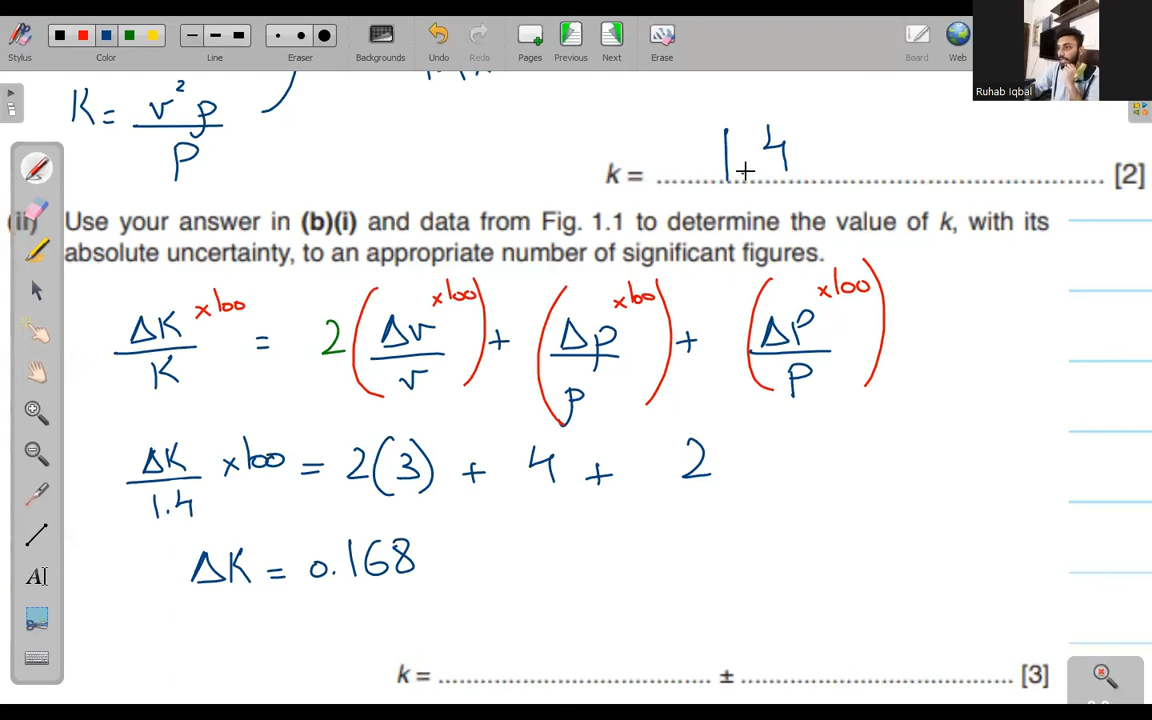 Stylus Color Line Eraser Backgrounds Undo Redo Pages Previous Next Erase Board Web
Ruhab Iqbal
K = v² ρ / P
1.4
k = ........................ [2]
(ii) Use your answer in (b)(i) and data from Fig. 1.1 to determine the value of k, with its
absolute uncertainty, to an appropriate number of significant figures.
ΔK/K ×100 = 2(Δv/v ×100) + (Δρ/ρ ×100) + (ΔP/P ×100)
ΔK/1.4 ×100 = 2(3) + 4 + 2
ΔK = 0.168
k = ........................ ± ........................ [3]